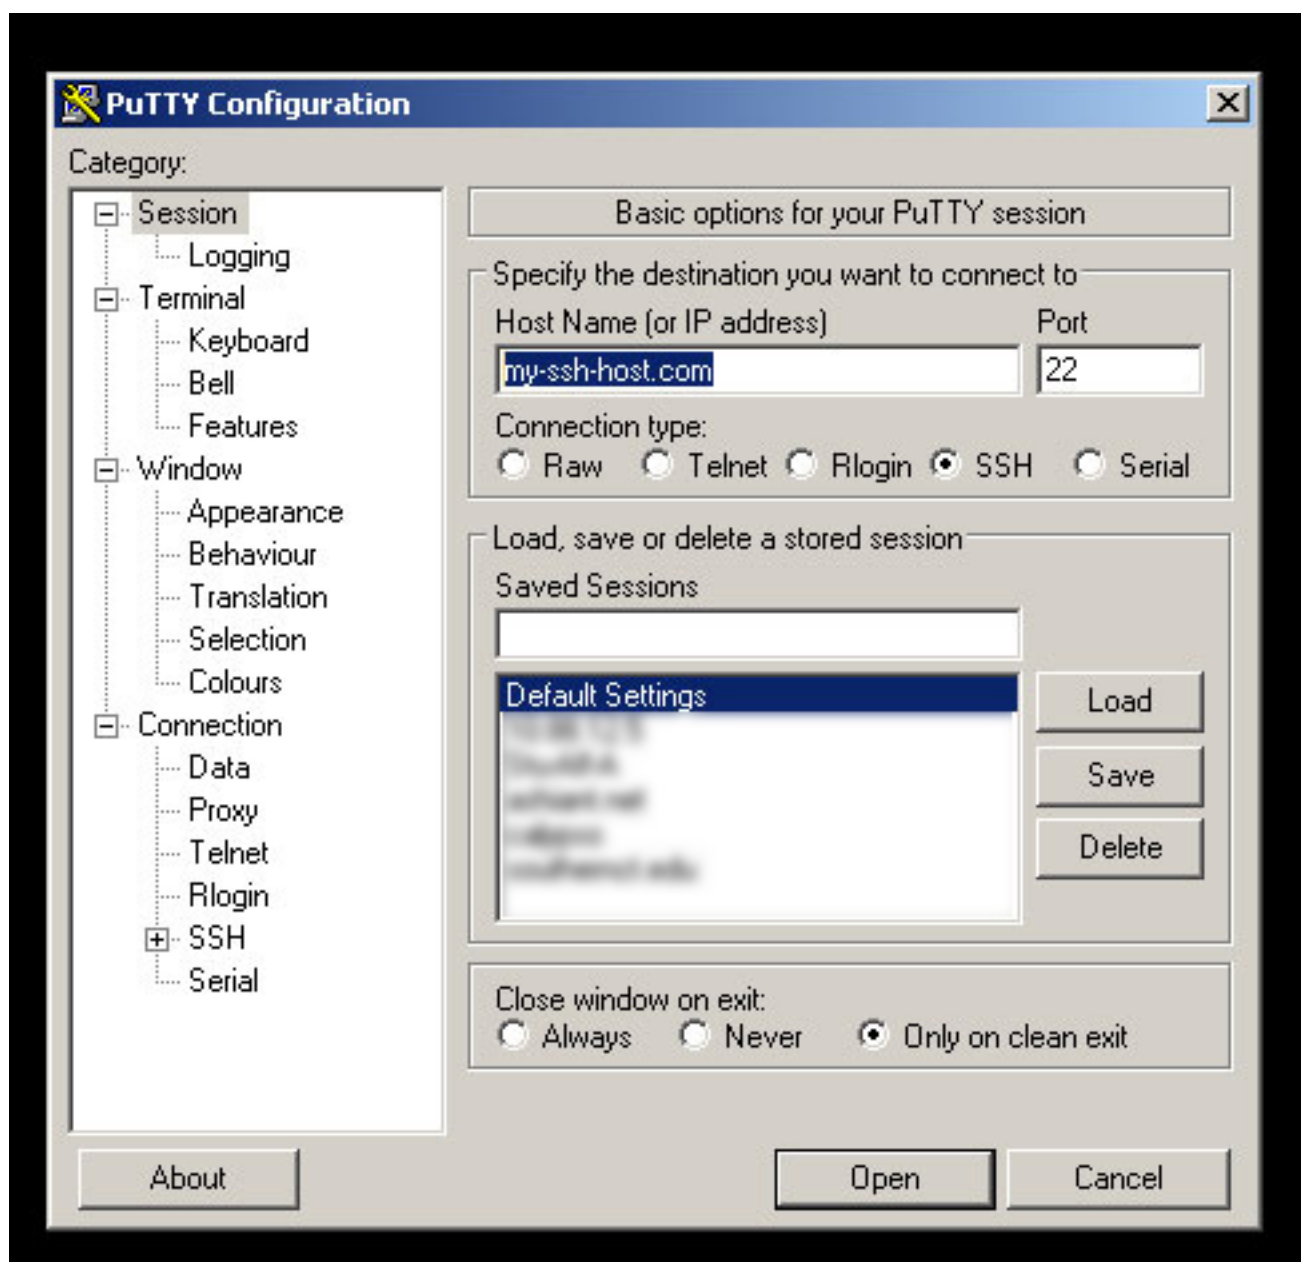 PuTTY Configuration
Category:
Session
Logging
Terminal
Keyboard
Bell
Features
Window
Appearance
Behaviour
Translation
Selection
Colours
Connection
Data
Proxy
Telnet
Rlogin
SSH
Serial
Basic options for your PuTTY session
Specify the destination you want to connect to
Host Name (or IP address) Port
my-ssh-host.com 22
Connection type:
Raw Telnet Rlogin SSH Serial
Load, save or delete a stored session
Saved Sessions
Default Settings
Load
Save
Delete
Close window on exit:
Always Never Only on clean exit
About Open Cancel